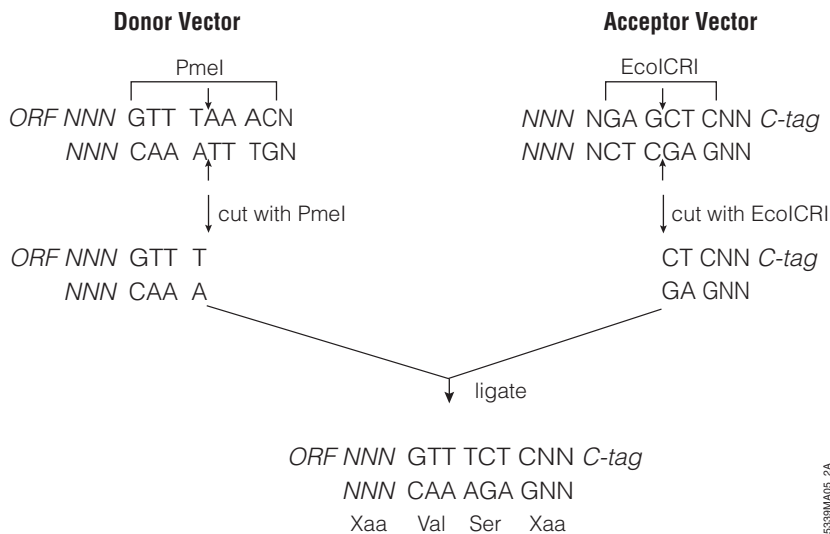 Donor Vector
Acceptor Vector
PmeI
EcoICRI
ORF NNN GTT TAA ACN
NNN CAA ATT TGN
NNN NGA GCT CNN C-tag
NNN NCT CGA GNN
cut with PmeI
cut with EcoICRI
ORF NNN GTT T
NNN CAA A
CT CNN C-tag
GA GNN
ligate
ORF NNN GTT TCT CNN C-tag
NNN CAA AGA GNN
Xaa Val Ser Xaa
5339MA05_2A